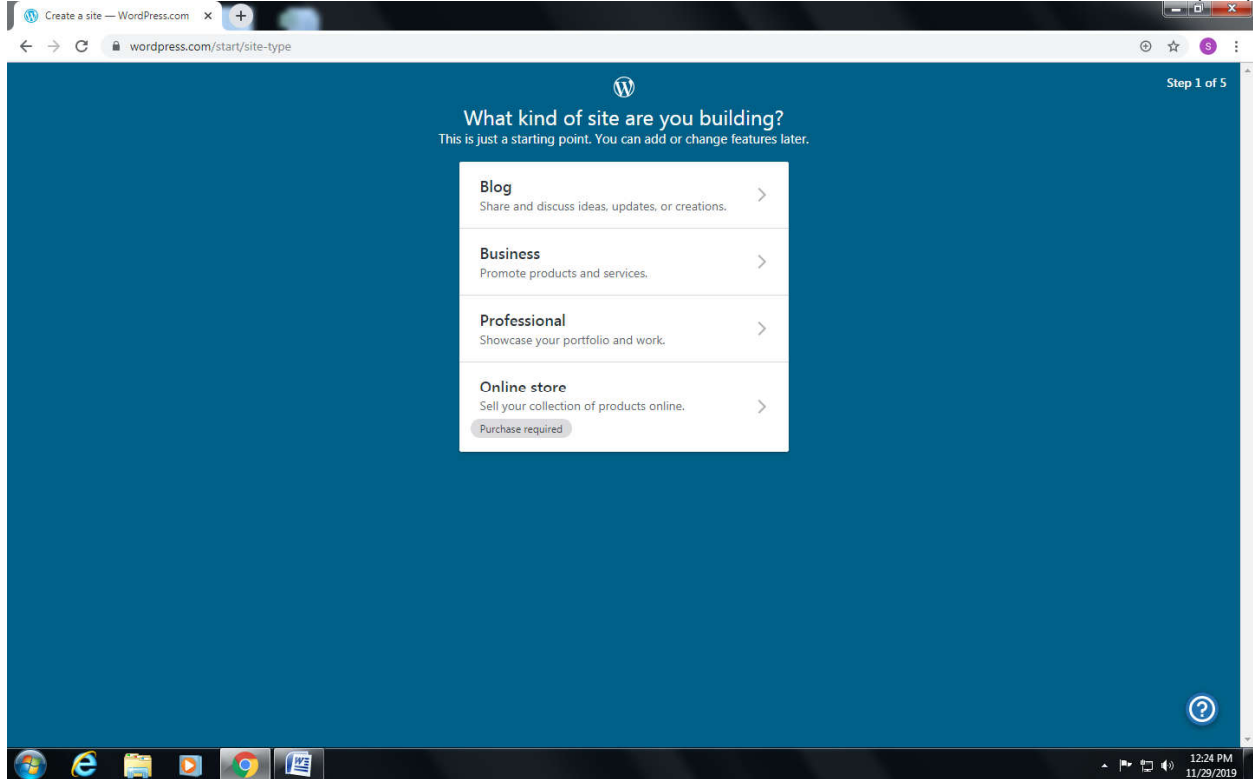 Create a site — WordPress.com
wordpress.com/start/site-type
S
Step 1 of 5
What kind of site are you building?
This is just a starting point. You can add or change features later.
Blog
Share and discuss ideas, updates, or creations.
Business
Promote products and services.
Professional
Showcase your portfolio and work.
Online store
Sell your collection of products online.
Purchase required
12:24 PM
11/29/2019